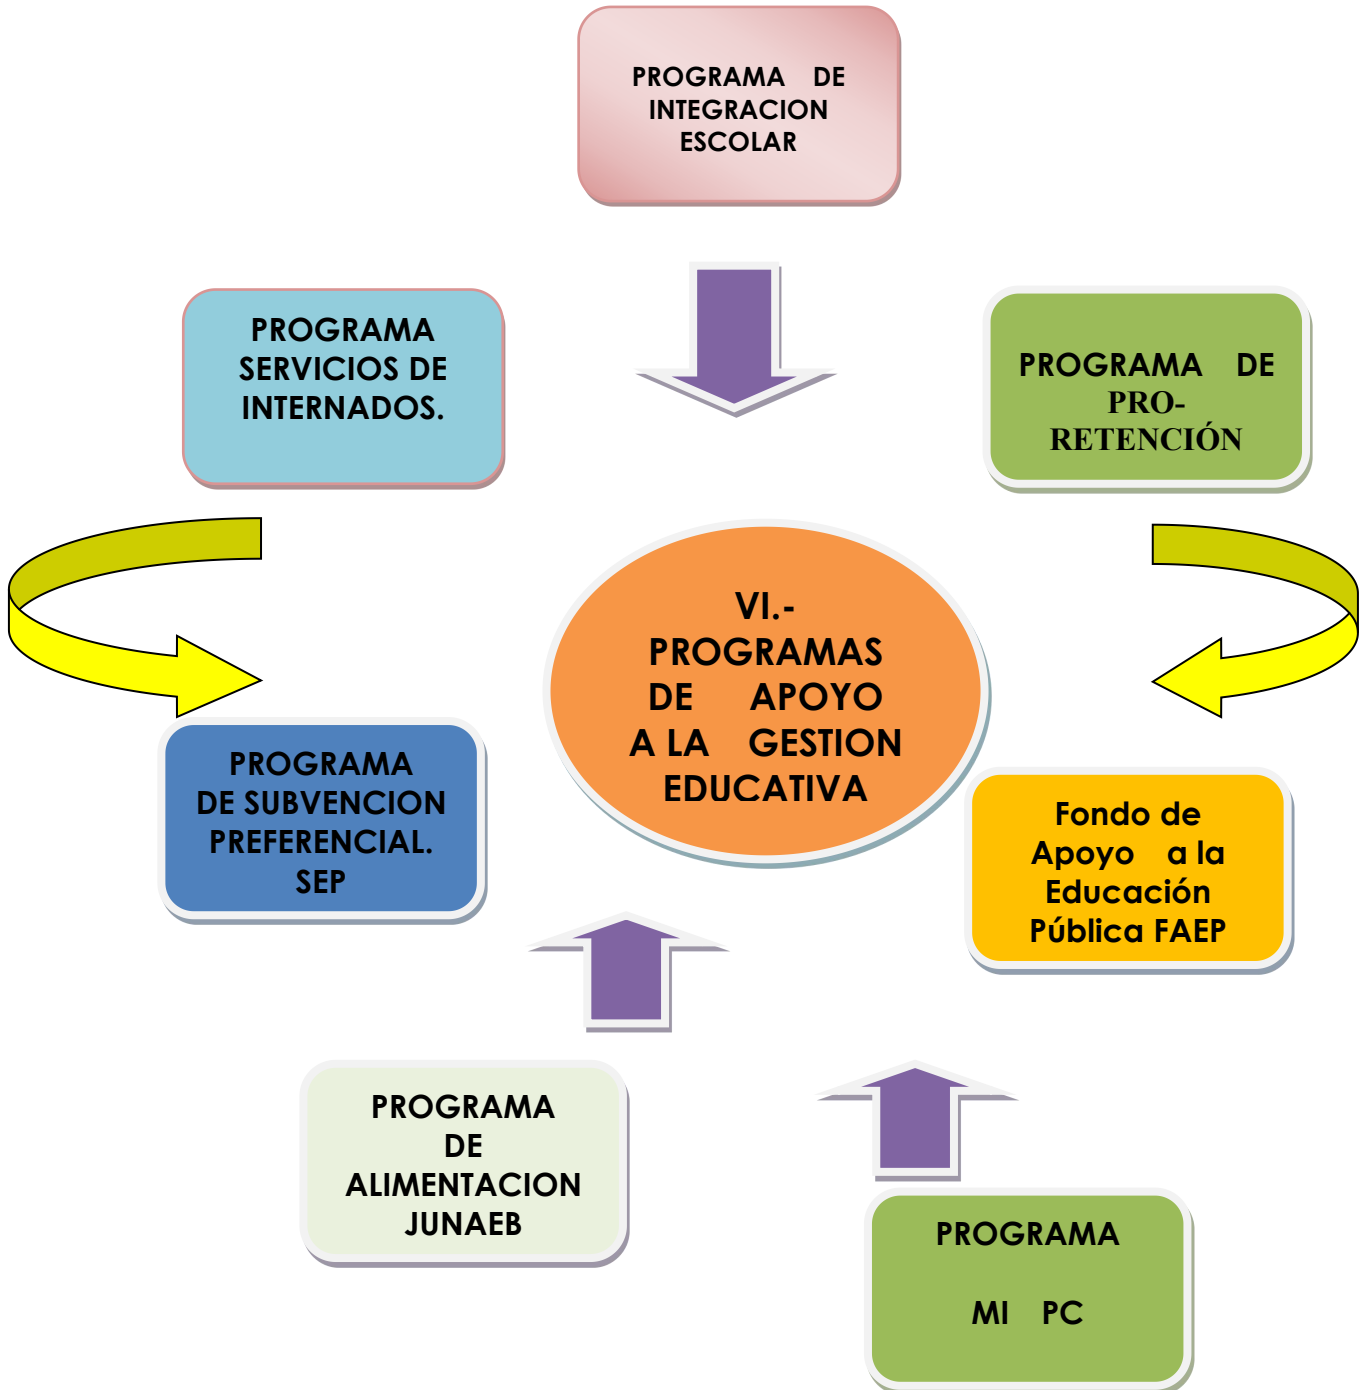 PROGRAMA DE
INTEGRACION
ESCOLAR
PROGRAMA
SERVICIOS DE
INTERNADOS.
PROGRAMA DE
PRO-
RETENCIÓN
VI.-
PROGRAMAS
DE APOYO
A LA GESTION
EDUCATIVA
PROGRAMA
DE SUBVENCION
PREFERENCIAL.
SEP
Fondo de
Apoyo a la
Educación
Pública FAEP
PROGRAMA
DE
ALIMENTACION
JUNAEB
PROGRAMA
MI PC